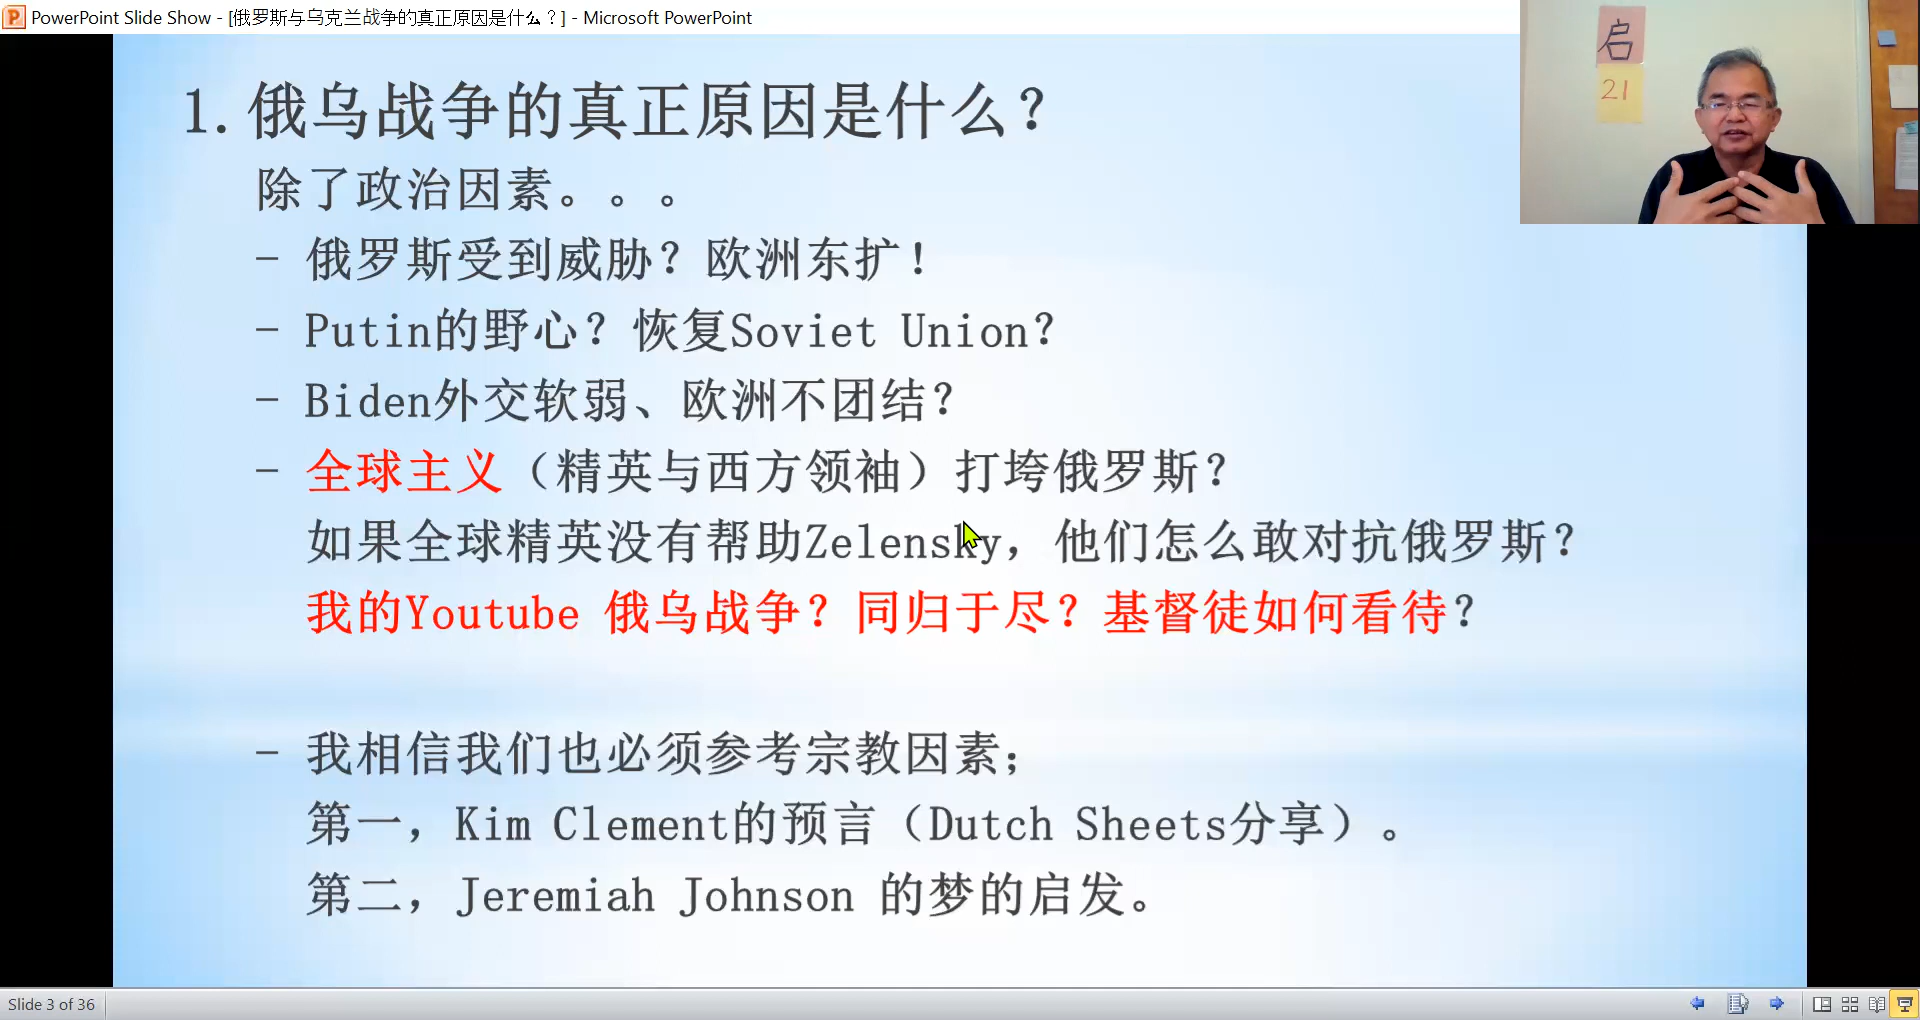 PowerPoint Slide Show - [俄罗斯与乌克兰战争的真正原因是什么？] - Microsoft PowerPoint
启
21
1. 俄乌战争的真正原因是什么？
除了政治因素。。。
- 俄罗斯受到威胁？欧洲东扩！
- Putin的野心？恢复Soviet Union？
- Biden外交软弱、欧洲不团结？
- 全球主义（精英与西方领袖）打垮俄罗斯？
如果全球精英没有帮助Zelensky，他们怎么敢对抗俄罗斯？
我的Youtube 俄乌战争？同归于尽？基督徒如何看待？
- 我相信我们也必须参考宗教因素；
第一，Kim Clement的预言（Dutch Sheets分享）。
第二，Jeremiah Johnson 的梦的启发。
Slide 3 of 36